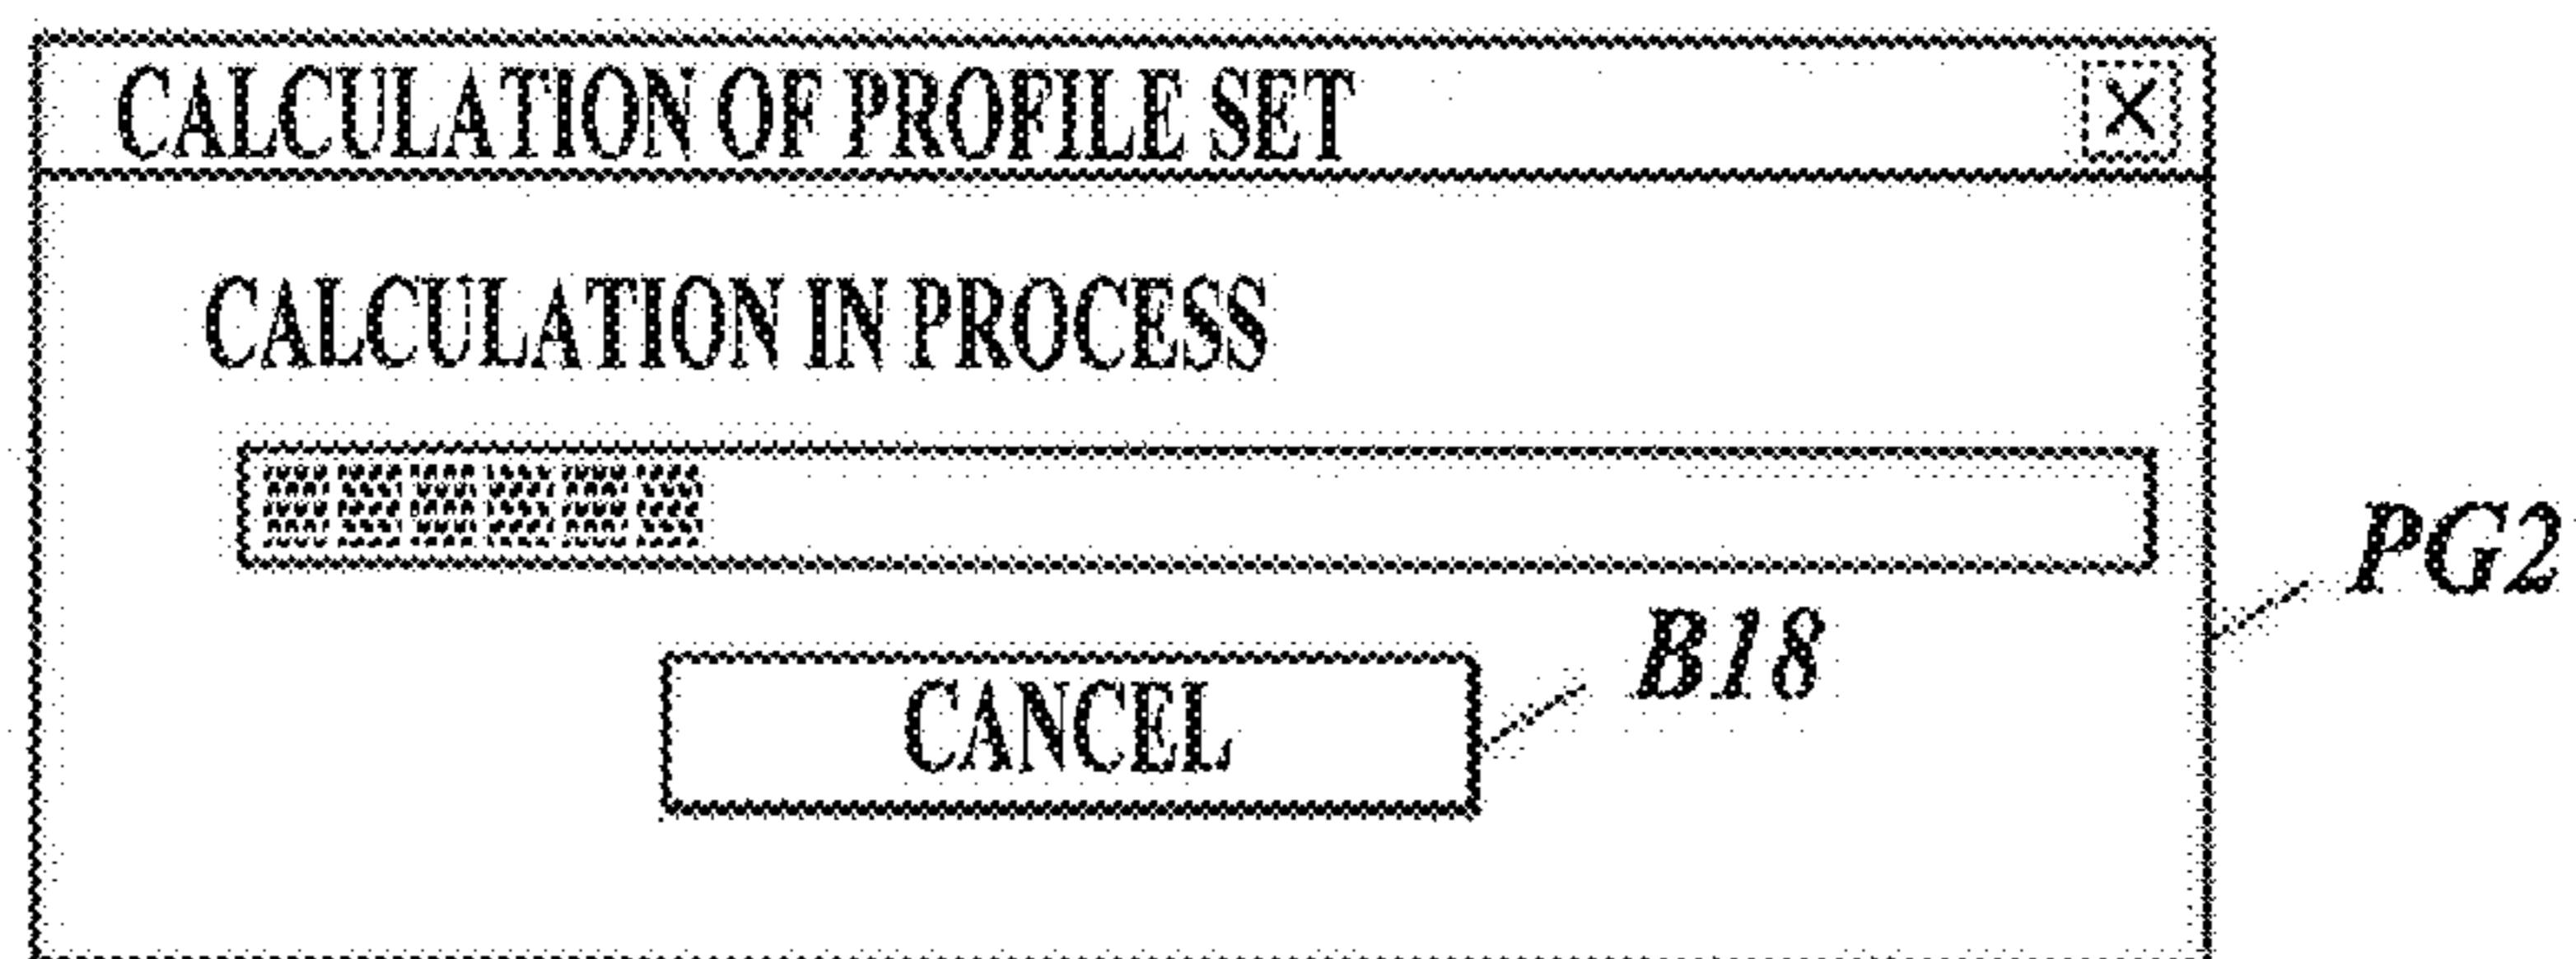 CALCULATION OF PROFILE SET X
CALCULATION IN PROCESS
PG2
B18
CANCEL